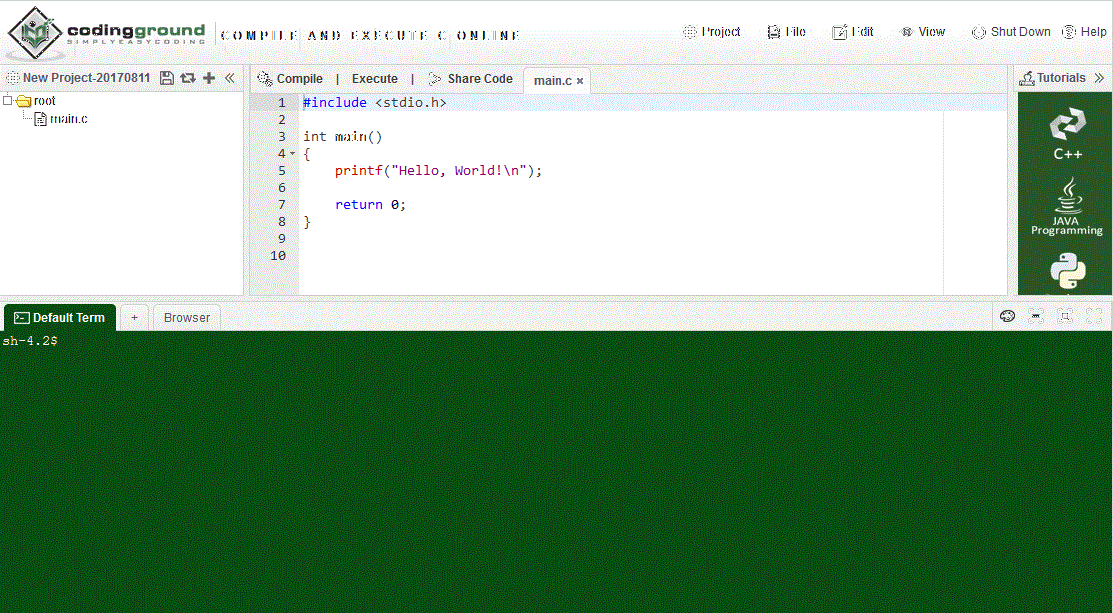 codingground
SIMPLYEASYCODING
COMPILE AND EXECUTE C ONLINE
Project File Edit View Shut Down Help
New Project-20170811
root
main.c
Compile | Execute | Share Code main.c ×
1 #include <stdio.h>
2
3 int main()
4 {
5 printf("Hello, World!\n");
6
7 return 0;
8 }
9
10
Tutorials
C++
JAVA
Programming
Default Term + Browser
sh-4.2$